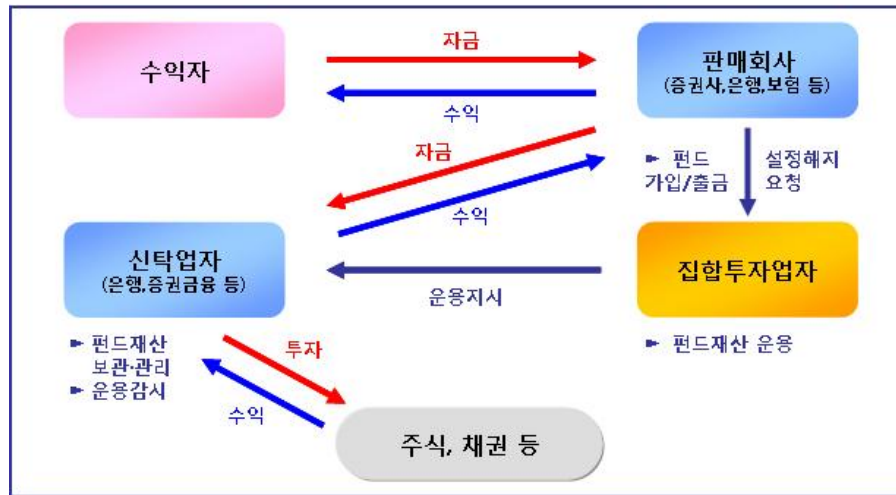 수익자
자금
수익
판매회사
(증권사,은행,보험 등)
자금
수익
► 펀드
가입/출금
설정해지
요청
신탁업자
(은행,증권금융 등)
운용지시
집합투자업자
► 펀드재산
보관·관리
► 운용감시
투자
수익
► 펀드재산 운용
주식, 채권 등